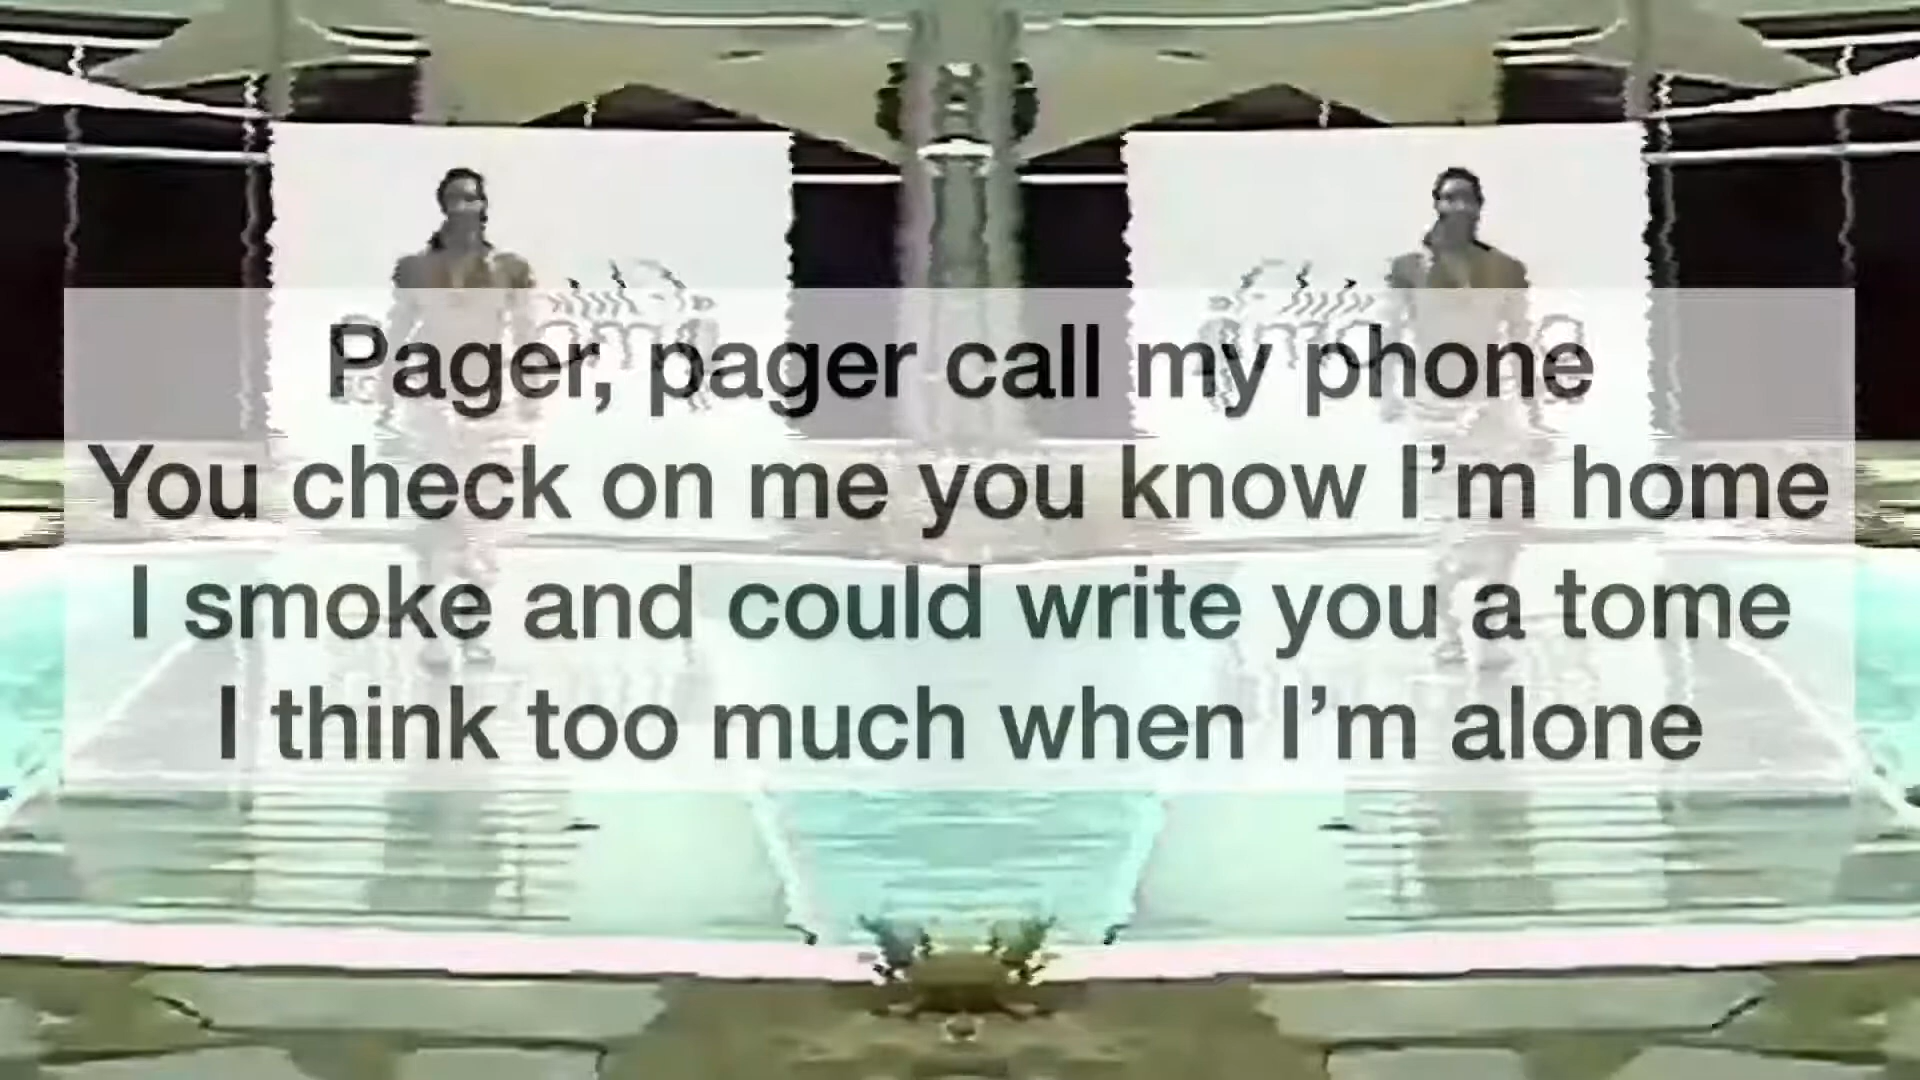 Pager, pager call my phone
You check on me you know I’m home
I smoke and could write you a tome
I think too much when I’m alone